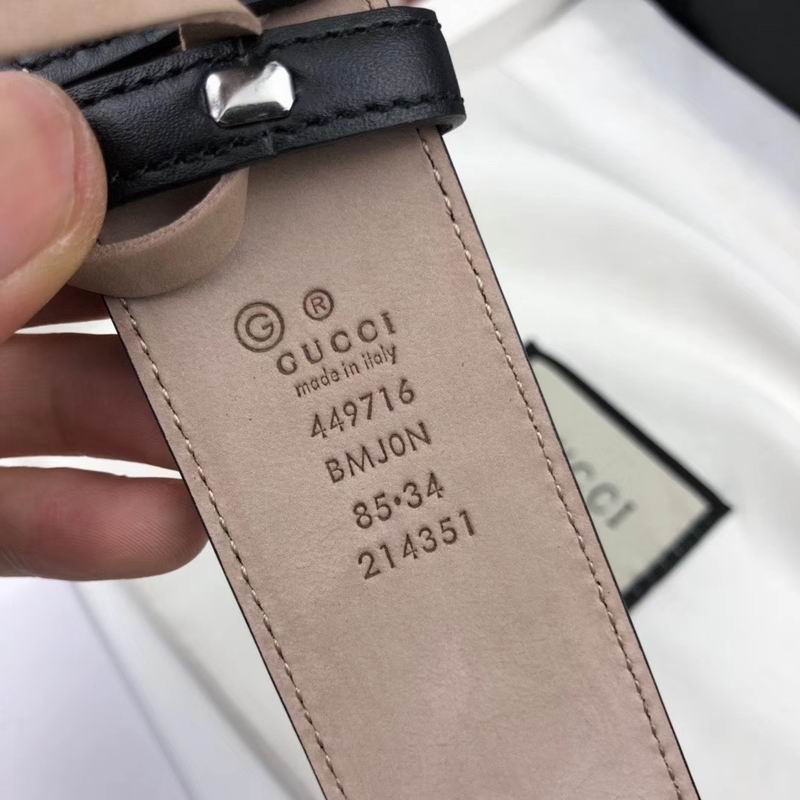 G ®
GUCCI
made in italy
449716
BMJ0N
85•34
214351